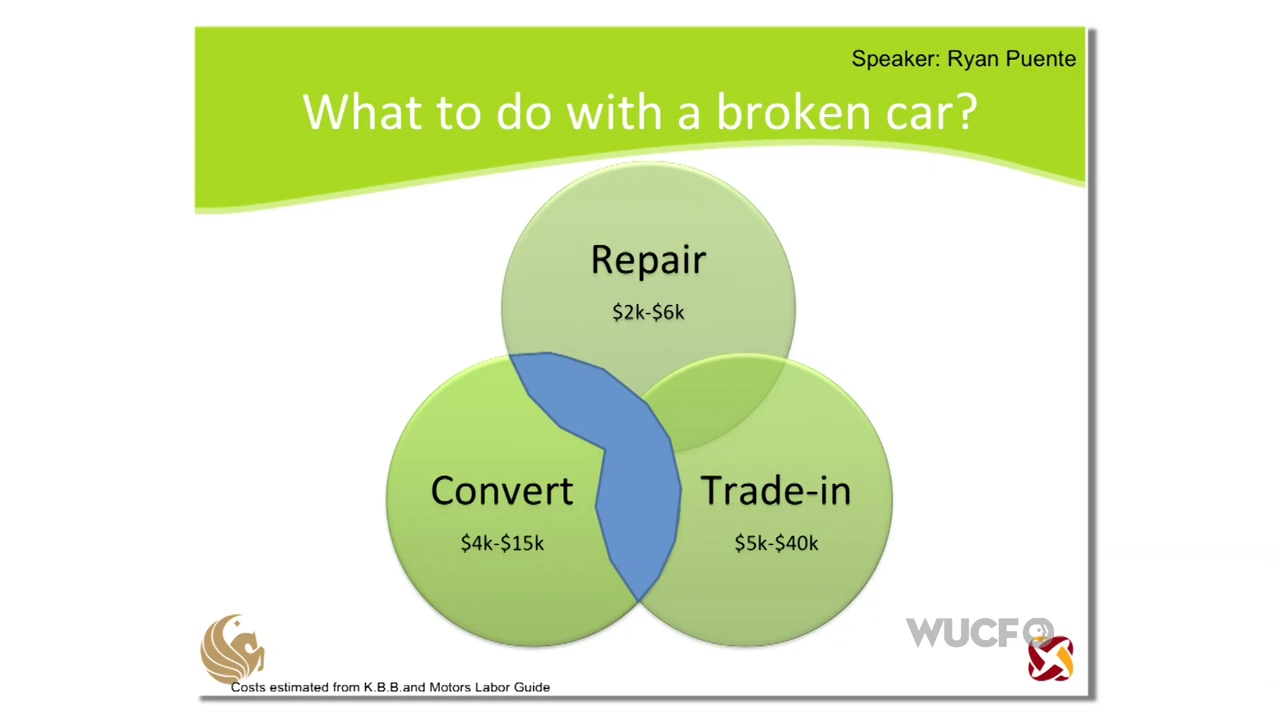 Speaker: Ryan Puente
What to do with a broken car?
Repair
$2k-$6k
Convert
$4k-$15k
Trade-in
$5k-$40k
WUCF
Costs estimated from K.B.B.and Motors Labor Guide